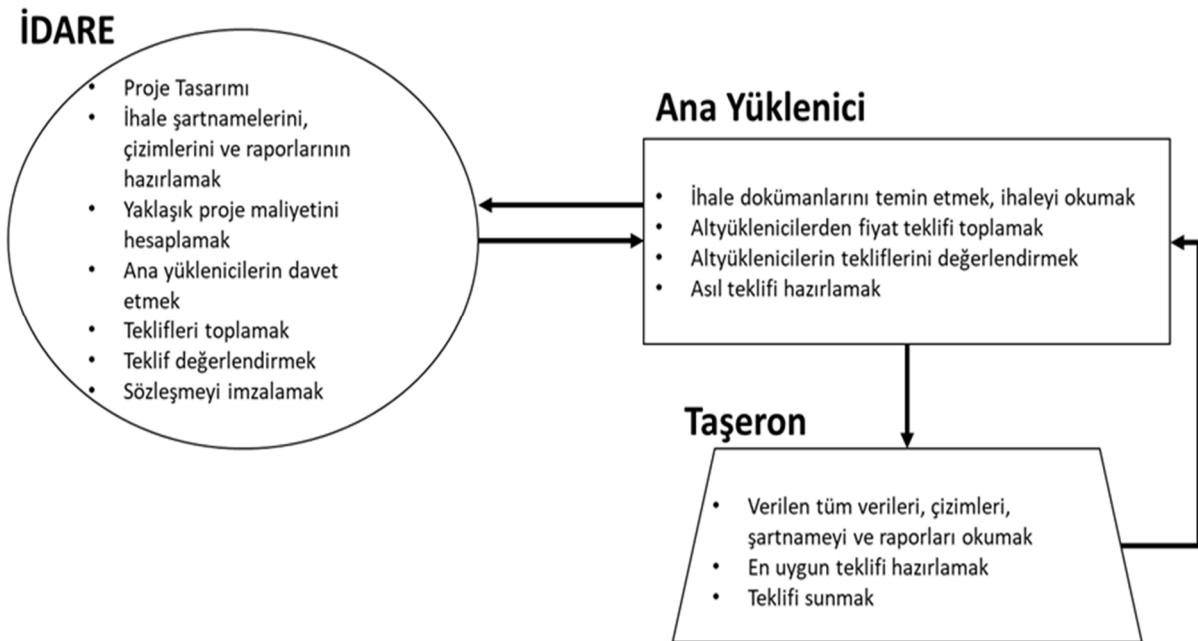 İDARE
• Proje Tasarımı
• İhale şartnamelerini,
çizimlerini ve raporlarının
hazırlamak
• Yaklaşık proje maliyetini
hesaplamak
• Ana yüklenicilerin davet
etmek
• Teklifleri toplamak
• Teklif değerlendirmek
• Sözleşmeyi imzalamak
Ana Yüklenici
• İhale dokümanlarını temin etmek, ihaleyi okumak
• Altyüklenicilerden fiyat teklifi toplamak
• Altyüklenicilerin tekliflerini değerlendirmek
• Asıl teklifi hazırlamak
Taşeron
• Verilen tüm verileri, çizimleri,
şartnameyi ve raporları okumak
• En uygun teklifi hazırlamak
• Teklifi sunmak